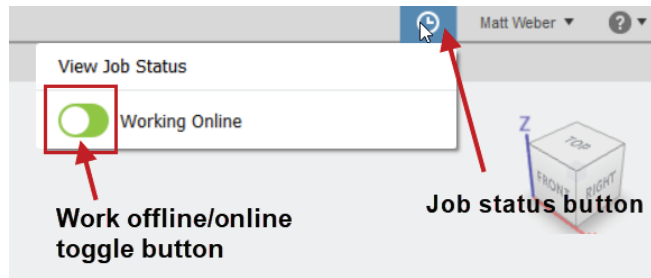 Matt Weber
View Job Status
Working Online
Z
TOP
FRONT
RIGHT
Job status button
Work offline/online
toggle button